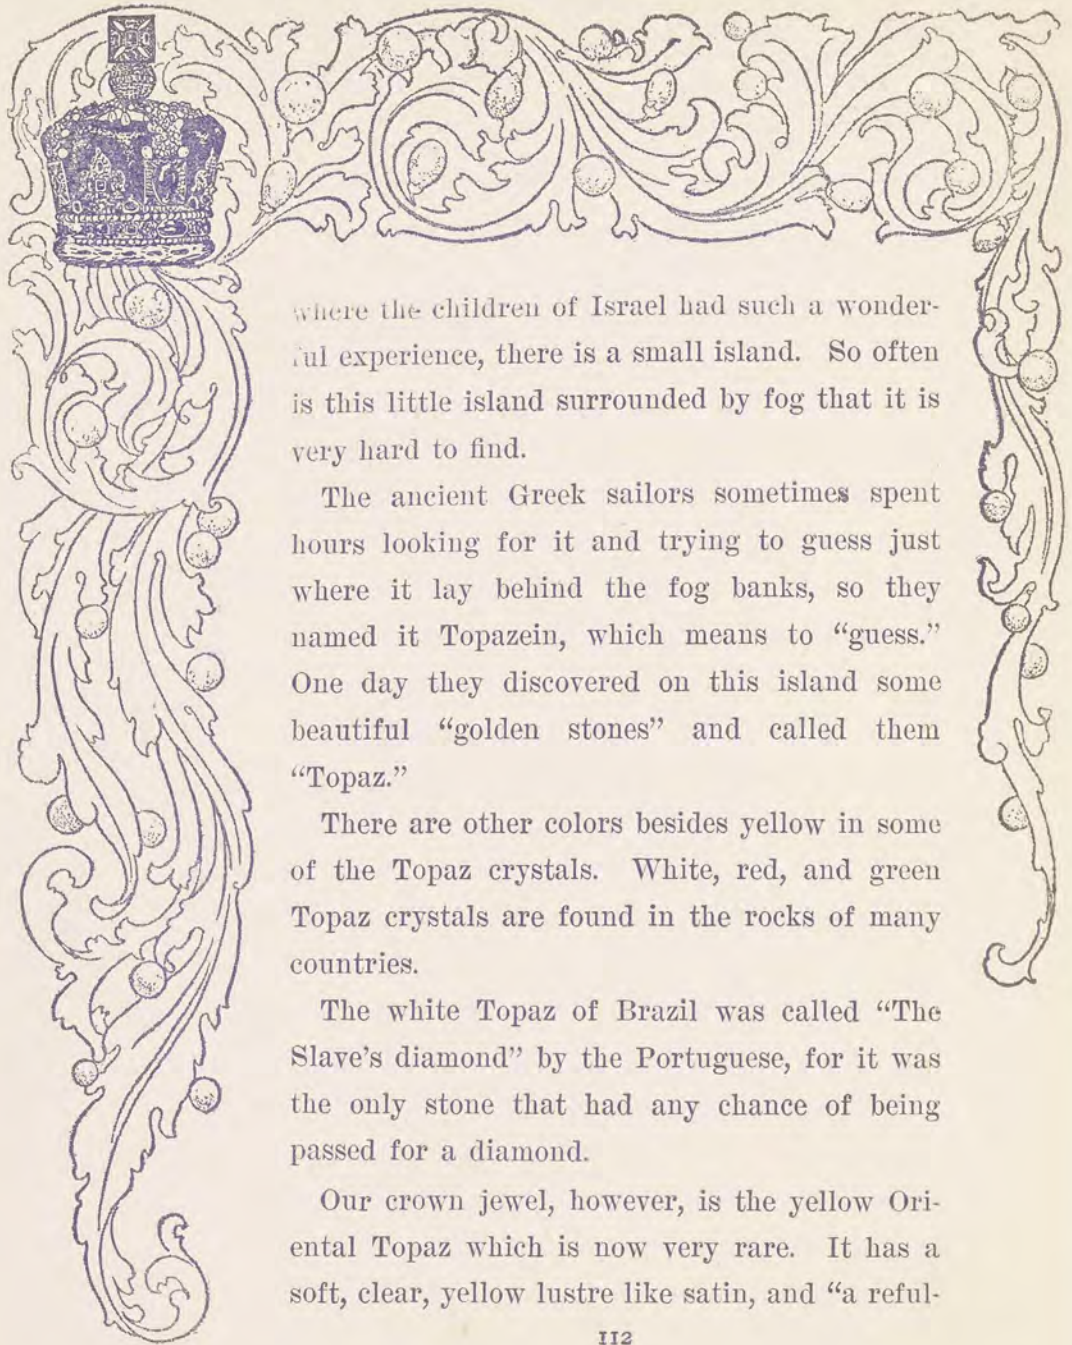 where the children of Israel had such a wonder-
ful experience, there is a small island. So often
is this little island surrounded by fog that it is
very hard to find.
The ancient Greek sailors sometimes spent
hours looking for it and trying to guess just
where it lay behind the fog banks, so they
named it Topazein, which means to “guess.”
One day they discovered on this island some
beautiful “golden stones” and called them
“Topaz.”
There are other colors besides yellow in some
of the Topaz crystals. White, red, and green
Topaz crystals are found in the rocks of many
countries.
The white Topaz of Brazil was called “The
Slave’s diamond” by the Portuguese, for it was
the only stone that had any chance of being
passed for a diamond.
Our crown jewel, however, is the yellow Ori-
ental Topaz which is now very rare. It has a
soft, clear, yellow lustre like satin, and “a reful-
112